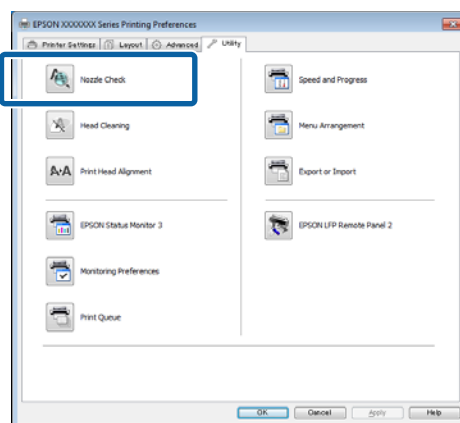 EPSON XXXXXXX Series Printing Preferences
Printer Settings Layout Advanced Utility
Nozzle Check
Head Cleaning
A·A Print Head Alignment
EPSON Status Monitor 3
Monitoring Preferences
Print Queue
Speed and Progress
Menu Arrangement
Export or Import
EPSON LFP Remote Panel 2
OK Cancel Apply Help